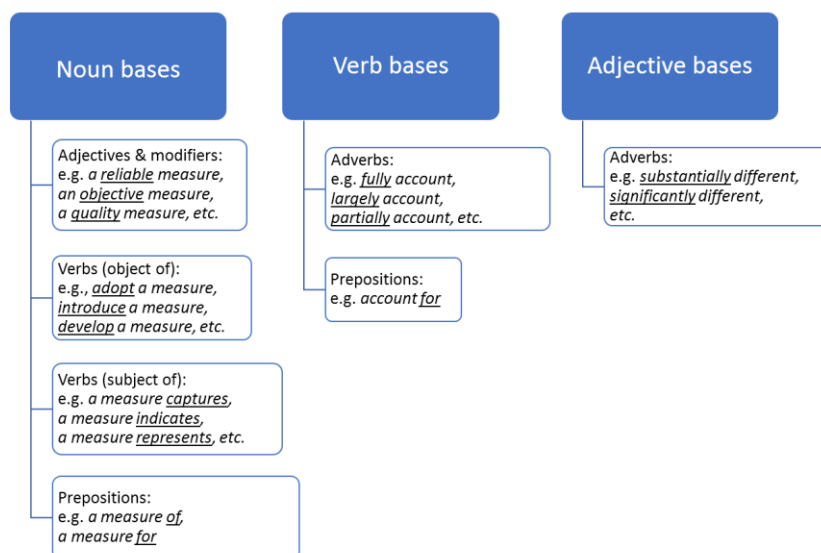 Noun bases
Adjectives & modifiers:
e.g. a reliable measure,
an objective measure,
a quality measure, etc.
Verbs (object of):
e.g., adopt a measure,
introduce a measure,
develop a measure, etc.
Verbs (subject of):
e.g. a measure captures,
a measure indicates,
a measure represents, etc.
Prepositions:
e.g. a measure of,
a measure for
Verb bases
Adverbs:
e.g. fully account,
largely account,
partially account, etc.
Prepositions:
e.g. account for
Adjective bases
Adverbs:
e.g. substantially different,
significantly different,
etc.